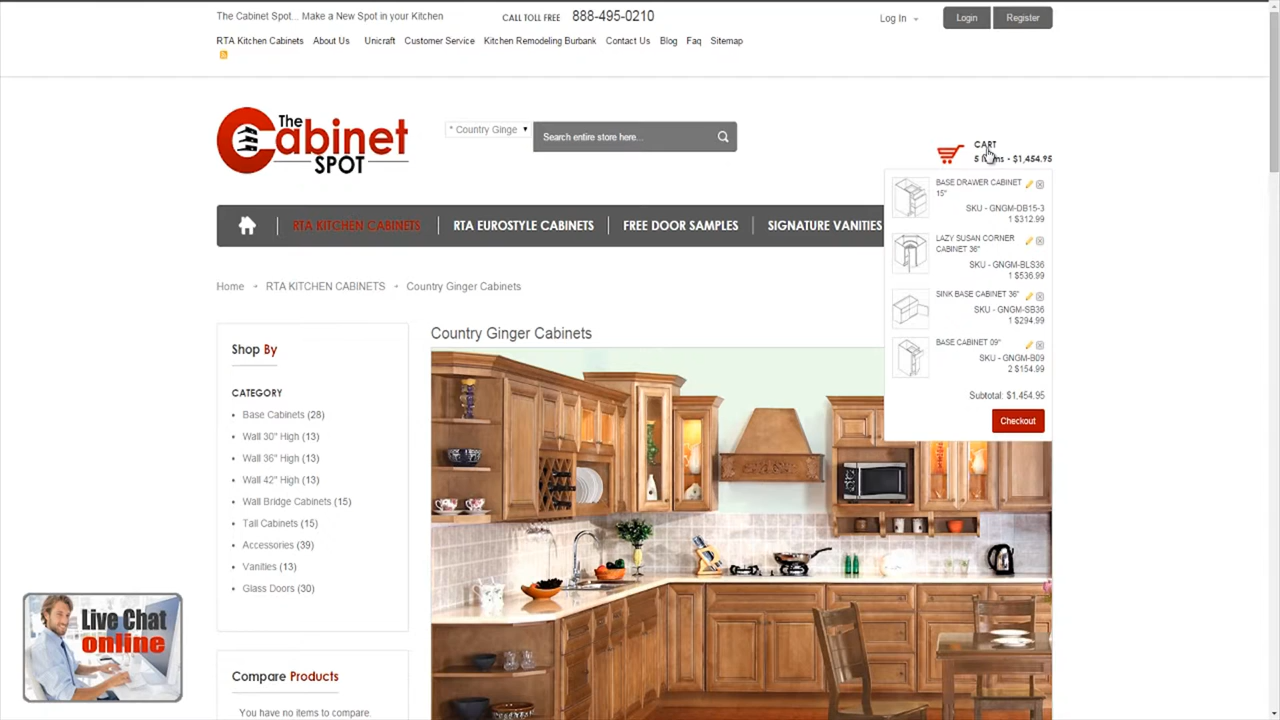 The Cabinet Spot... Make a New Spot in your Kitchen
CALL TOLL FREE 888-495-0210
Log In
Login
Register
RTA Kitchen Cabinets About Us Unicraft Customer Service Kitchen Remodeling Burbank Contact Us Blog Faq Sitemap
The Cabinet SPOT
* Country Ginge
Search entire store here...
CART
5 - $1,454.95
RTA KITCHEN CABINETS RTA EUROSTYLE CABINETS FREE DOOR SAMPLES SIGNATURE VANITIES
BASE DRAWER CABINET
15"
SKU - GNGM-DB15-3
1 $312.99
LAZY SUSAN CORNER
CABINET 36"
SKU - GNGM-BLS36
1 $536.99
SINK BASE CABINET 36"
SKU - GNGM-SB36
1 $294.99
BASE CABINET 09"
SKU - GNGM-B09
2 $154.99
Subtotal: $1,454.95
Checkout
Home RTA KITCHEN CABINETS Country Ginger Cabinets
Shop By
CATEGORY
Base Cabinets (28)
Wall 30" High (13)
Wall 36" High (13)
Wall 42" High (13)
Wall Bridge Cabinets (15)
Tall Cabinets (15)
Accessories (39)
Vanities (13)
Glass Doors (30)
Country Ginger Cabinets
Live Chat
online
Compare Products
You have no items to compare.